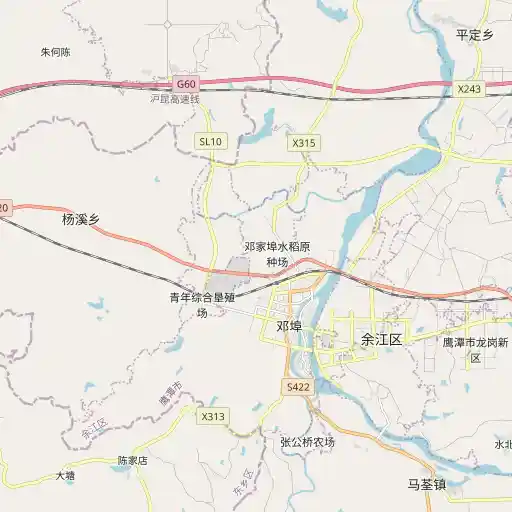 平定乡
朱何陈
G60
X243
沪昆高速线
SL10
X315
20
杨溪乡
邓家埠水稻原
种场
青年综合垦殖
场
邓埠
余江区
鹰潭市龙岗新
区
S422
鹰潭市
余江区
X313
张公桥农场
水北
陈家店
大塘
东乡区
马荃镇